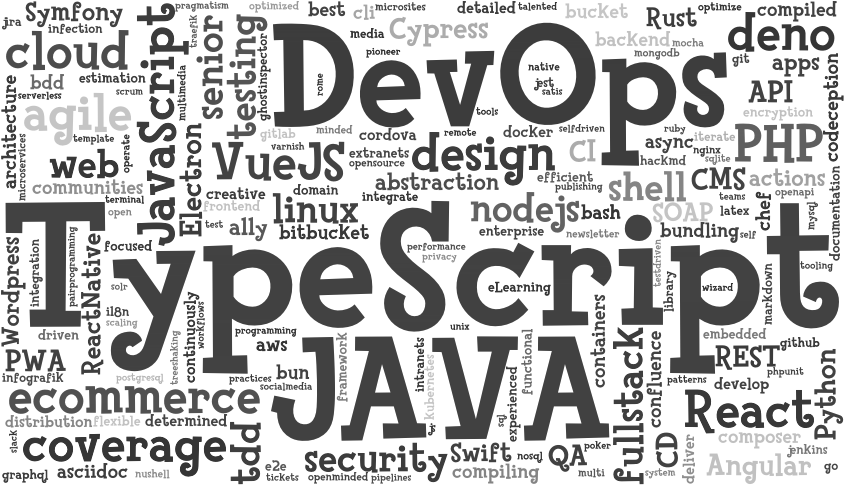 Symfony
pragmatism
optimized
best
cli
microsites
detailed
talented
bucket
Rust
optimize
compiled
jra
infection
JavaScript
traefik
senior
media
Cypress
backend
mocha
deno
cloud
multimedia
testing
ghostinspector
DevOps
pioneer
mongodb
git
apps
bdd
estimation
rome
native
jest
satis
API
serverless
scrum
architecture
agile
tools
encryption
codeception
microservices
template
operate
gitlab
minded
cordova
remote
docker
selfdriven
ruby
iterate
PHP
web
Electron
varnish
VueJS
extranets
opensource
design
CI
async
nginx
hackmd
sqlite
communities
creative
domain
abstraction
efficient
publishing
shell
CMS
actions
terminal
open
frontend
linux
integrate
nodejs
bash
SOAP
teams
openapi
latex
chef
mysql
documentation
test
ally
bitbucket
enterprise
newsletter
bundling
self
Wordpress
TypeScript
focused
performance
privacy
integration
pairprogramming
ReactNative
solr
eLearning
testdriven
library
wizard
markdown
tooling
i18n
scaling
continuously
workflows
driven
programming
unix
containers
embedded
github
PWA
treeshaking
aws
framework
JAVA
intranets
functional
fullstack
confluence
REST
phpunit
infografik
postgresql
practices
bun
kubernetes
patterns
develop
Python
ecommerce
socialmedia
experienced
sql
React
distribution
flexible
determined
jr
composer
slack
coverage
tdd
poker
CD
deliver
jenkins
security
Swift
nosql
QA
Angular
go
graphql
asciidoc
nushell
e2e
tickets
openminded
pipelines
compiling
multi
system